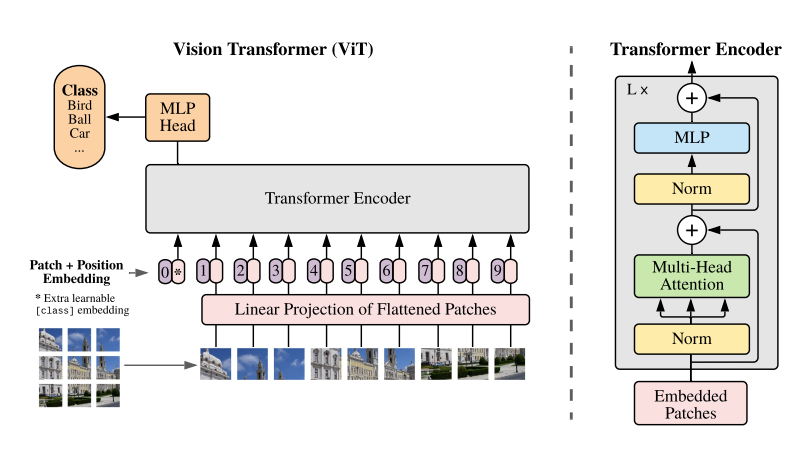 Vision Transformer (ViT)
Class
Bird
Ball
Car
...
MLP
Head
Transformer Encoder
Patch + Position
Embedding
* Extra learnable
[class] embedding
0 * 1 2 3 4 5 6 7 8 9
Linear Projection of Flattened Patches
Transformer Encoder
L x
+
MLP
Norm
+
Multi-Head
Attention
Norm
Embedded
Patches